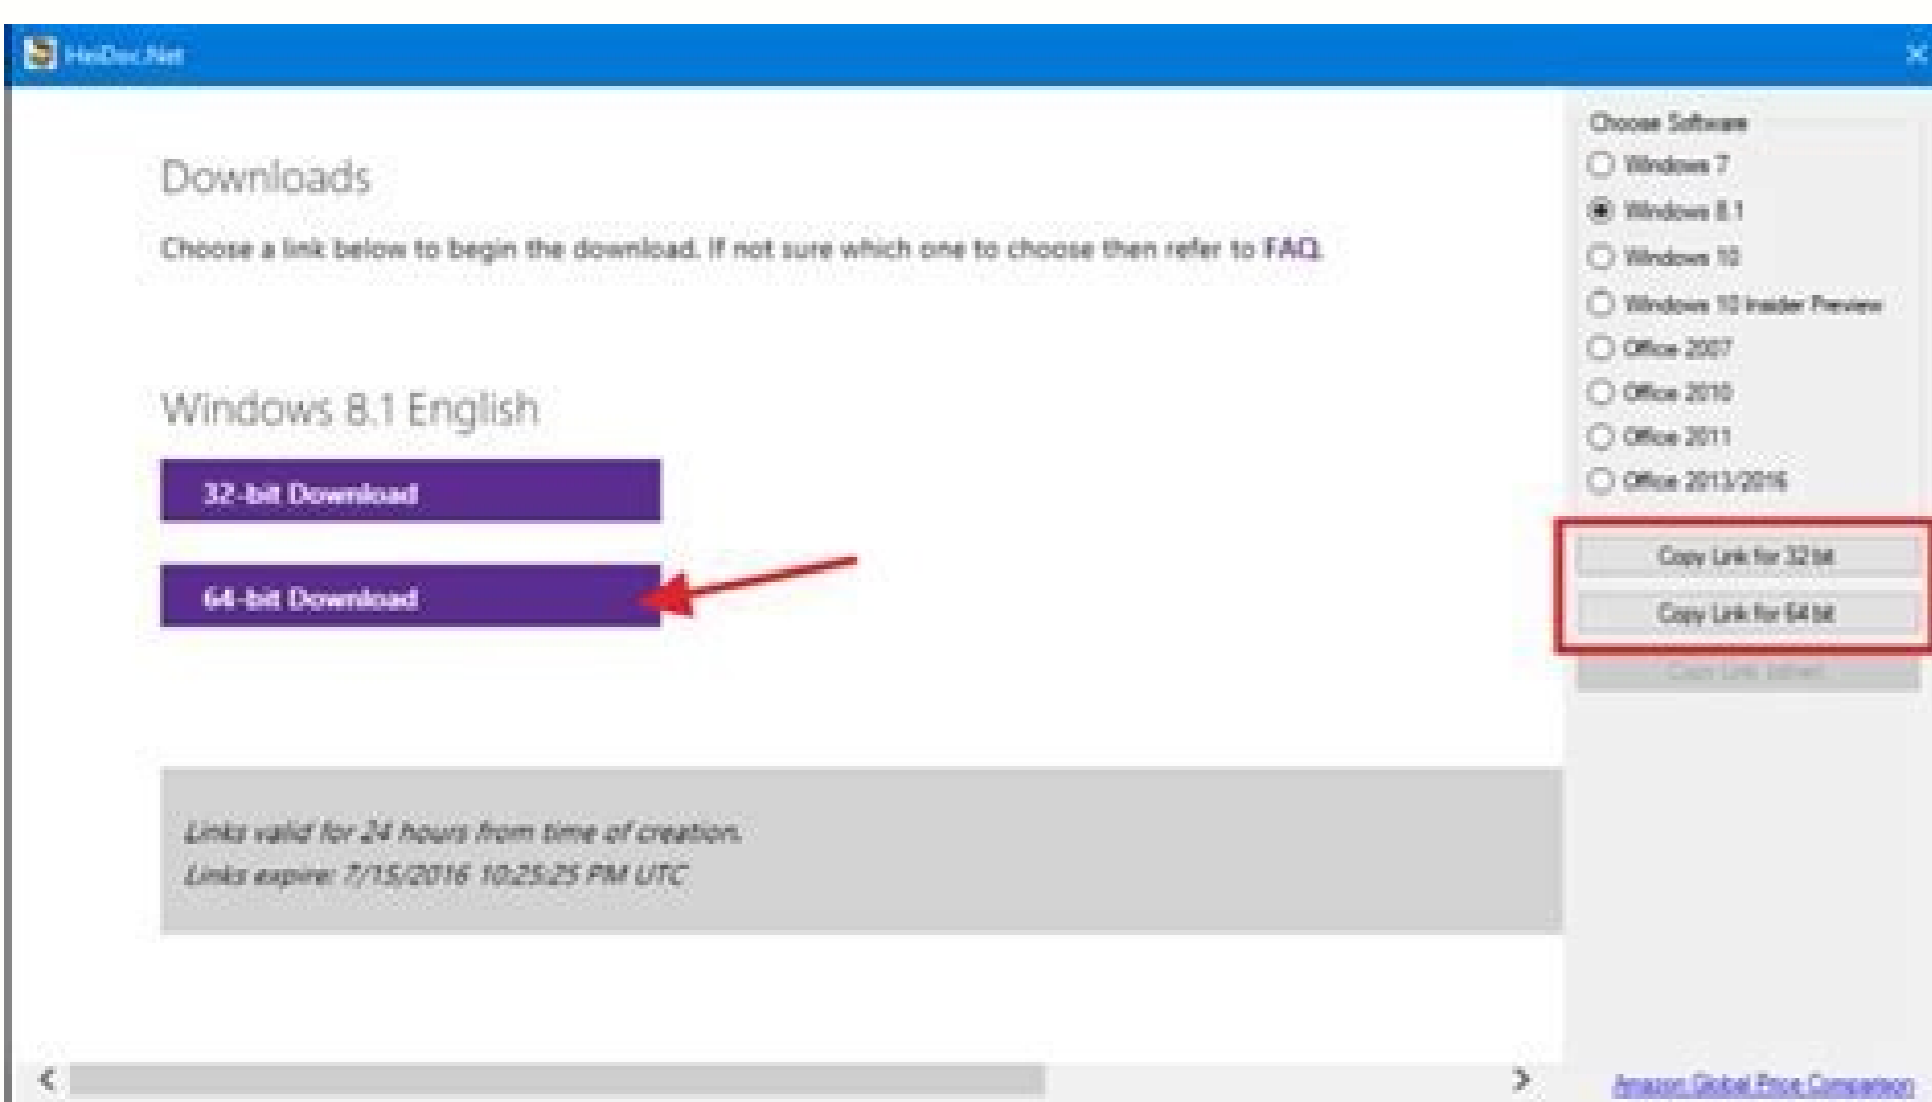 HeiDoc.Net
Downloads
Choose a link below to begin the download. If not sure which one to choose then refer to FAQ.
Windows 8.1 English
32-bit Download
64-bit Download
Links valid for 24 hours from time of creation.
Links expire: 7/15/2016 10:25:25 PM UTC
Choose Software
Windows 7
Windows 8.1
Windows 10
Windows 10 Insider Preview
Office 2007
Office 2010
Office 2011
Office 2013/2016
Copy Link for 32 bit
Copy Link for 64 bit
Copy Link
Amazon Global Price Comparison